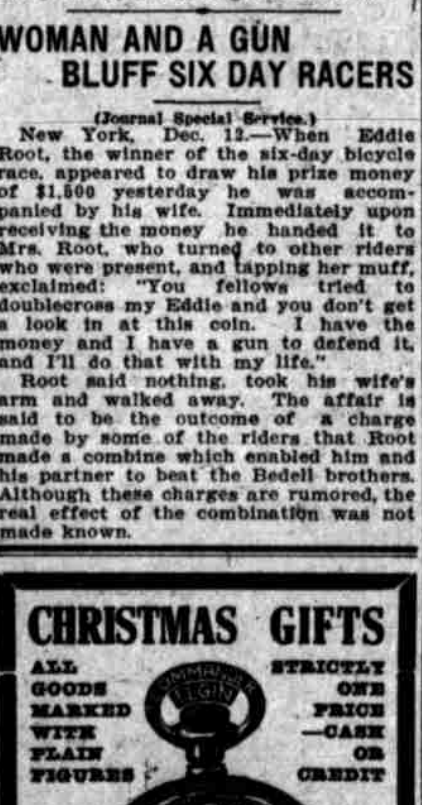 WOMAN AND A GUN
BLUFF SIX DAY RACERS
(Journal Special Service.)
New York, Dec. 12.—When Eddie
Root, the winner of the six-day bicycle
race, appeared to draw his prize money
of $1,500 yesterday he was accom-
panied by his wife. Immediately upon
receiving the money he handed it to
Mrs. Root, who turned to other riders
who were present, and tapping her muff,
exclaimed: "You fellows tried to
doublecross my Eddie and you don't get
a look in at this coin. I have the
money and I have a gun to defend it,
and I'll do that with my life."
Root said nothing, took his wife's
arm and walked away. The affair is
said to be the outcome of a charge
made by some of the riders that Root
made a combine which enabled him and
his partner to beat the Bedell brothers.
Although these charges are rumored, the
real effect of the combination was not
made known.
CHRISTMAS GIFTS
ALL
GOODS
MARKED
WITH
PLAIN
FIGURES
COMMANDER
ELGIN
STRICTLY
ONE
PRICE
—CASH
OR
CREDIT